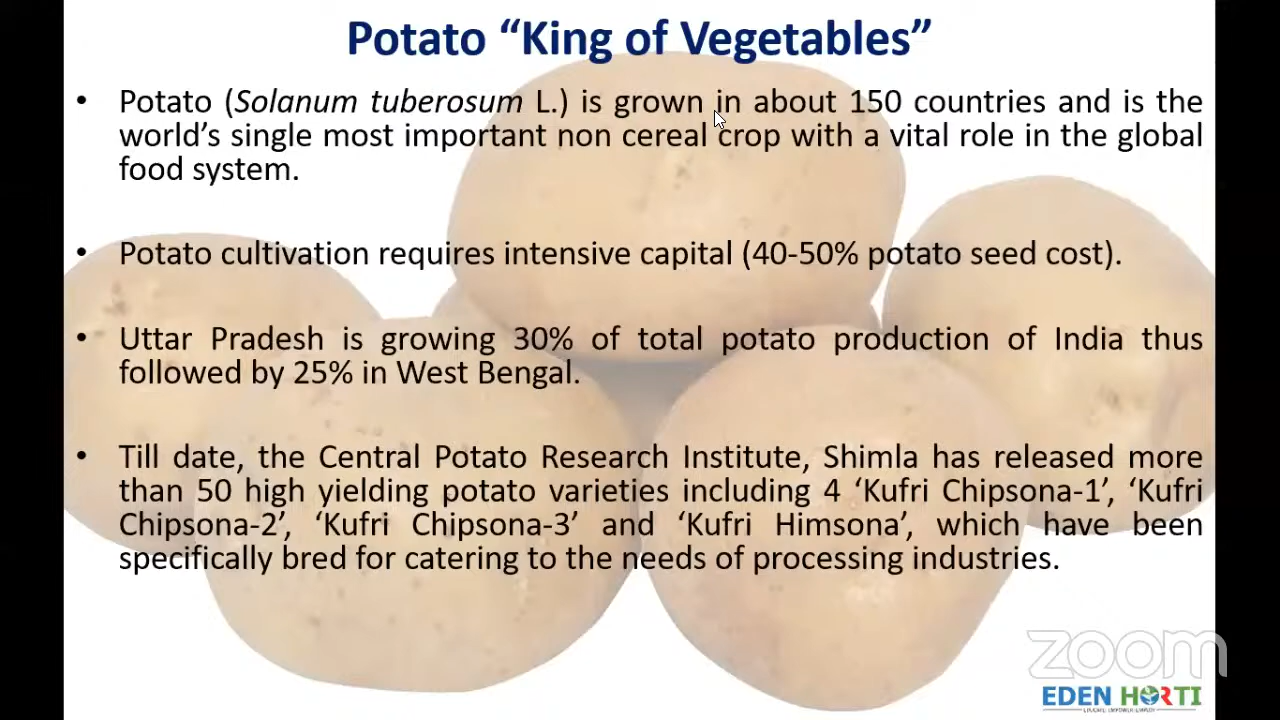 Potato “King of Vegetables”
• Potato (Solanum tuberosum L.) is grown in about 150 countries and is the
world’s single most important non cereal crop with a vital role in the global
food system.
• Potato cultivation requires intensive capital (40-50% potato seed cost).
• Uttar Pradesh is growing 30% of total potato production of India thus
followed by 25% in West Bengal.
• Till date, the Central Potato Research Institute, Shimla has released more
than 50 high yielding potato varieties including 4 ‘Kufri Chipsona-1’, ‘Kufri
Chipsona-2’, ‘Kufri Chipsona-3’ and ‘Kufri Himsona’, which have been
specifically bred for catering to the needs of processing industries.
zoom
EDEN HORTI